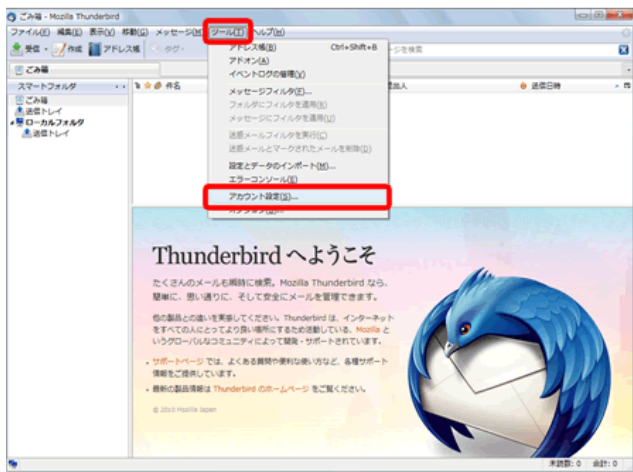 ごみ箱 - Mozilla Thunderbird
ファイル(F) 編集(E) 表示(V) 移動(G) メッセージ(M) ツール(T) ヘルプ(H)
受信 作成 アドレス帳 タグ
ごみ箱
スマートフォルダ
ごみ箱
送信トレイ
ローカルフォルダ
送信トレイ
件名
送信日時
アドレス帳(B) Ctrl+Shift+B
アドオン(A)
イベントログの管理(V)
メッセージフィルタ(F)...
フォルダにフィルタを適用(R)
メッセージにフィルタを適用(U)
迷惑メールフィルタを実行(C)
迷惑メールとマークされたメールを削除(D)
設定とデータのインポート(M)...
エラーコンソール(E)
アカウント設定(S)...
オプション(O)...
Thunderbird へようこそ
たくさんのメールも瞬時に検索。Mozilla Thunderbird なら、
簡単に、思い通りに、そして安全にメールを管理できます。
他の製品との違いを実感してください。Thunderbird は、インターネット
をすべての人にとってより良い場所にするため活動している、Mozilla と
いうグローバルなコミュニティによって開発・サポートされています。
サポートページ では、よくある質問や便利な使い方など、各種サポート
情報をご提供しています。
最新の製品情報は Thunderbird のホームページ をご覧ください。
© 2010 Mozilla Japan
未読数: 0 合計: 0